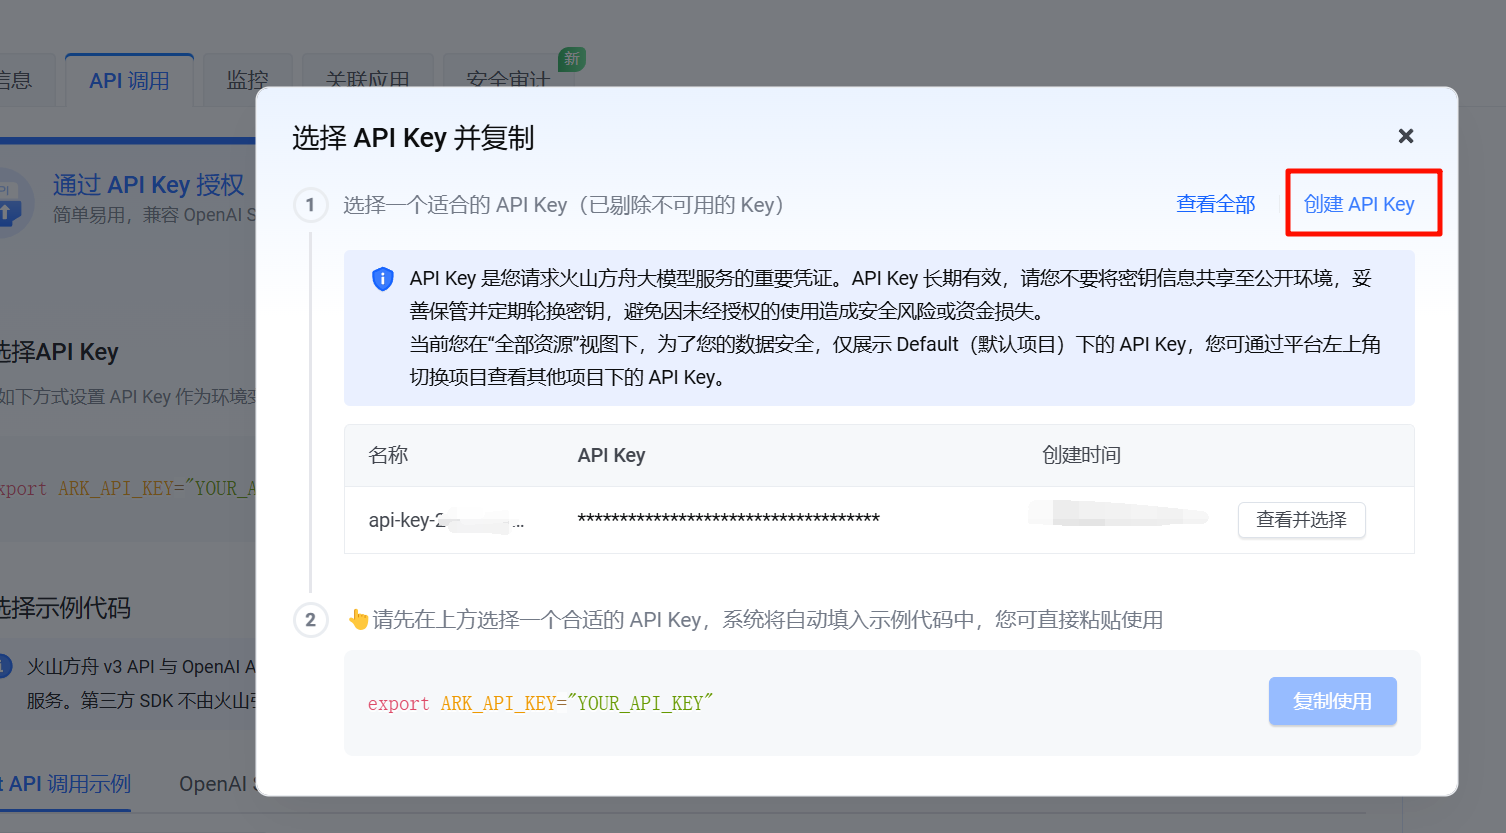 信息
API 调用
监控
关联应用
安全审计
新
通过 API Key 授权
简单易用，兼容 OpenAI S
选择API Key
如下方式设置 API Key 作为环境变
export ARK_API_KEY="YOUR_A
选择示例代码
火山方舟 v3 API 与 OpenAI A
服务。第三方 SDK 不由火山引
API 调用示例
OpenAI S
选择 API Key 并复制
1 选择一个适合的 API Key（已剔除不可用的 Key）
查看全部
创建 API Key
API Key 是您请求火山方舟大模型服务的重要凭证。API Key 长期有效，请您不要将密钥信息共享至公开环境，妥
善保管并定期轮换密钥，避免因未经授权的使用造成安全风险或资金损失。
当前您在“全部资源”视图下，为了您的数据安全，仅展示 Default（默认项目）下的 API Key，您可通过平台左上角
切换项目查看其他项目下的 API Key。
名称 API Key 创建时间
api-key-2 ... ************************************ 查看并选择
2 👆请先在上方选择一个合适的 API Key，系统将自动填入示例代码中，您可直接粘贴使用
export ARK_API_KEY="YOUR_API_KEY"
复制使用